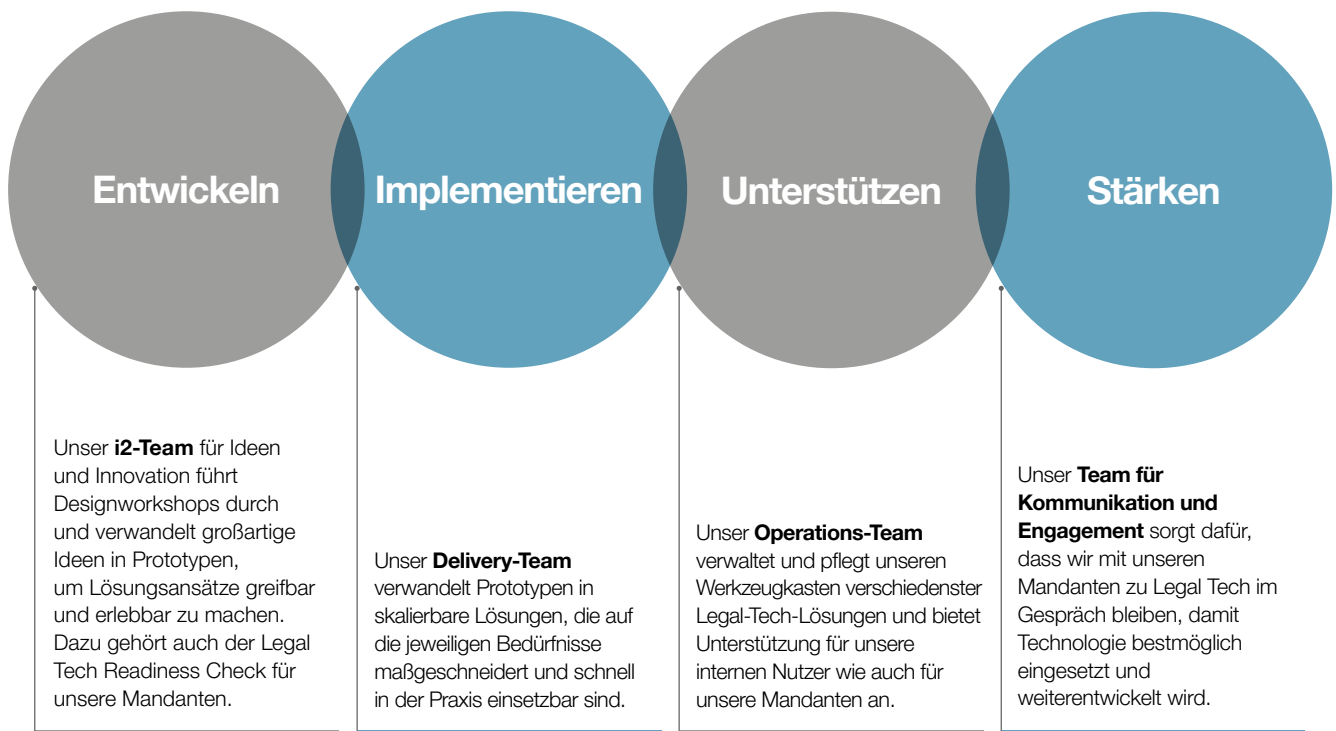 Entwickeln
Implementieren
Unterstützen
Stärken
Unser i2-Team für Ideen
und Innovation führt
Designworkshops durch
und verwandelt großartige
Ideen in Prototypen,
um Lösungsansätze greifbar
und erlebbar zu machen.
Dazu gehört auch der Legal
Tech Readiness Check für
unsere Mandanten.
Unser Delivery-Team
verwandelt Prototypen in
skalierbare Lösungen, die auf
die jeweiligen Bedürfnisse
maßgeschneidert und schnell
in der Praxis einsetzbar sind.
Unser Operations-Team
verwaltet und pflegt unseren
Werkzeugkasten verschiedenster
Legal-Tech-Lösungen und bietet
Unterstützung für unsere
internen Nutzer wie auch für
unsere Mandanten an.
Unser Team für
Kommunikation und
Engagement sorgt dafür,
dass wir mit unseren
Mandanten zu Legal Tech im
Gespräch bleiben, damit
Technologie bestmöglich
eingesetzt und
weiterentwickelt wird.